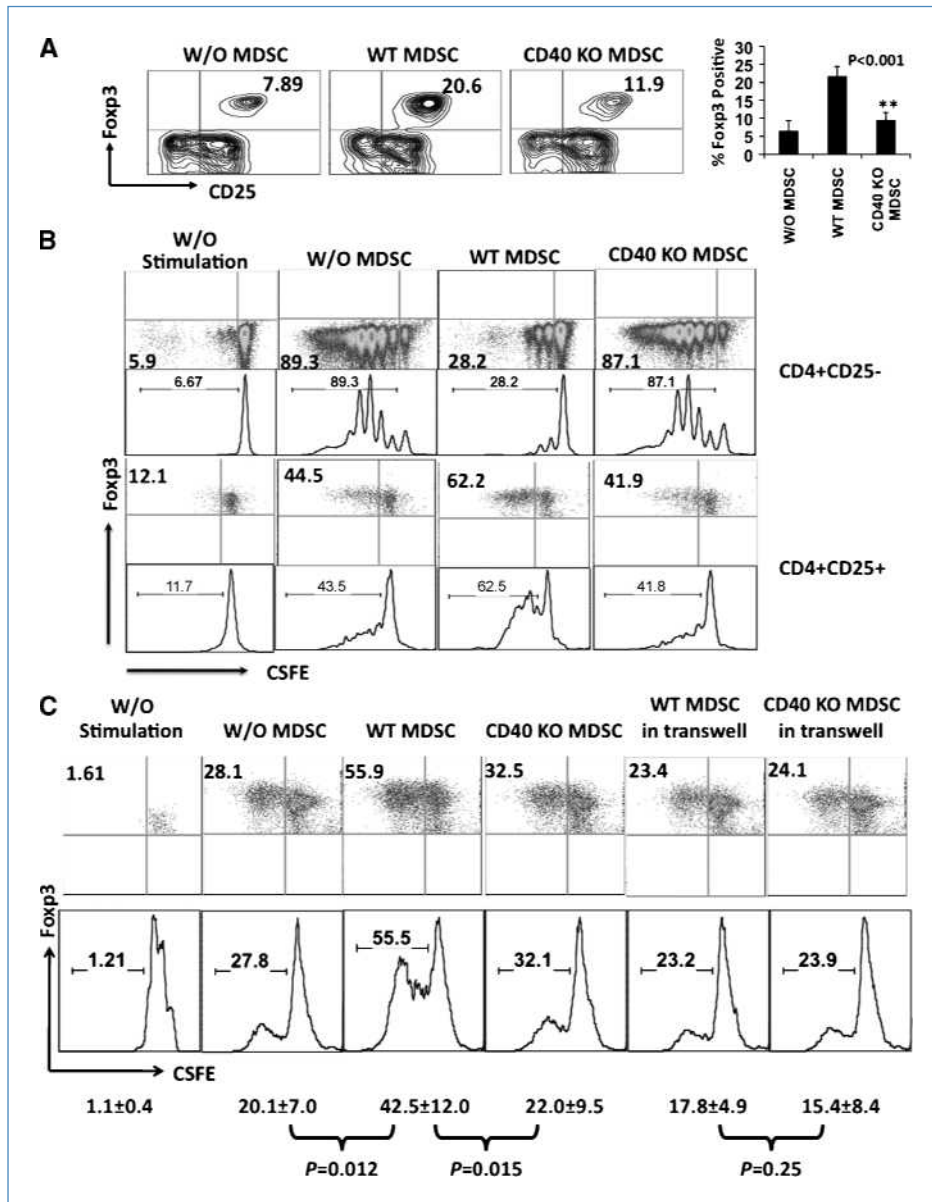 A
W/O MDSC
WT MDSC
CD40 KO MDSC
7.89
20.6
11.9
Foxp3
CD25
% Foxp3 Positive
30
25
20
15
10
5
0
P<0.001
**
W/O MDSC
WT MDSC
CD40 KO
MDSC
B
W/O
Stimulation
W/O MDSC
WT MDSC
CD40 KO MDSC
5.9
89.3
28.2
87.1
CD4+CD25-
6.67
89.3
28.2
87.1
Foxp3
12.1
44.5
62.2
41.9
CD4+CD25+
11.7
43.5
62.5
41.8
CSFE
C
W/O
Stimulation
W/O MDSC
WT MDSC
CD40 KO MDSC
WT MDSC
in transwell
CD40 KO MDSC
in transwell
1.61
28.1
55.9
32.5
23.4
24.1
Foxp3
1.21
27.8
55.5
32.1
23.2
23.9
CSFE
1.1±0.4
20.1±7.0
42.5±12.0
22.0±9.5
17.8±4.9
15.4±8.4
P=0.012
P=0.015
P=0.25